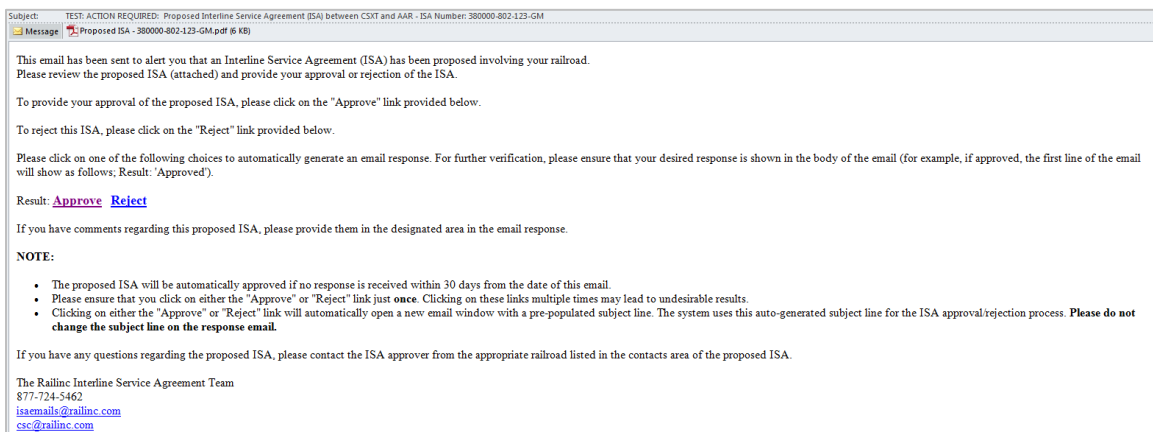 Subject: TEST: ACTION REQUIRED: Proposed Interline Service Agreement (ISA) between CSXT and AAR - ISA Number: 380000-802-123-GM
Message Proposed ISA - 380000-802-123-GM.pdf (6 KB)
This email has been sent to alert you that an Interline Service Agreement (ISA) has been proposed involving your railroad.
Please review the proposed ISA (attached) and provide your approval or rejection of the ISA.
To provide your approval of the proposed ISA, please click on the "Approve" link provided below.
To reject this ISA, please click on the "Reject" link provided below.
Please click on one of the following choices to automatically generate an email response. For further verification, please ensure that your desired response is shown in the body of the email (for example, if approved, the first line of the email
will show as follows; Result: 'Approved').
Result: Approve Reject
If you have comments regarding this proposed ISA, please provide them in the designated area in the email response.
NOTE:
• The proposed ISA will be automatically approved if no response is received within 30 days from the date of this email.
• Please ensure that you click on either the "Approve" or "Reject" link just once. Clicking on these links multiple times may lead to undesirable results.
• Clicking on either the "Approve" or "Reject" link will automatically open a new email window with a pre-populated subject line. The system uses this auto-generated subject line for the ISA approval/rejection process. Please do not
change the subject line on the response email.
If you have any questions regarding the proposed ISA, please contact the ISA approver from the appropriate railroad listed in the contacts area of the proposed ISA.
The Railinc Interline Service Agreement Team
877-724-5462
isaemails@railinc.com
csc@railinc.com